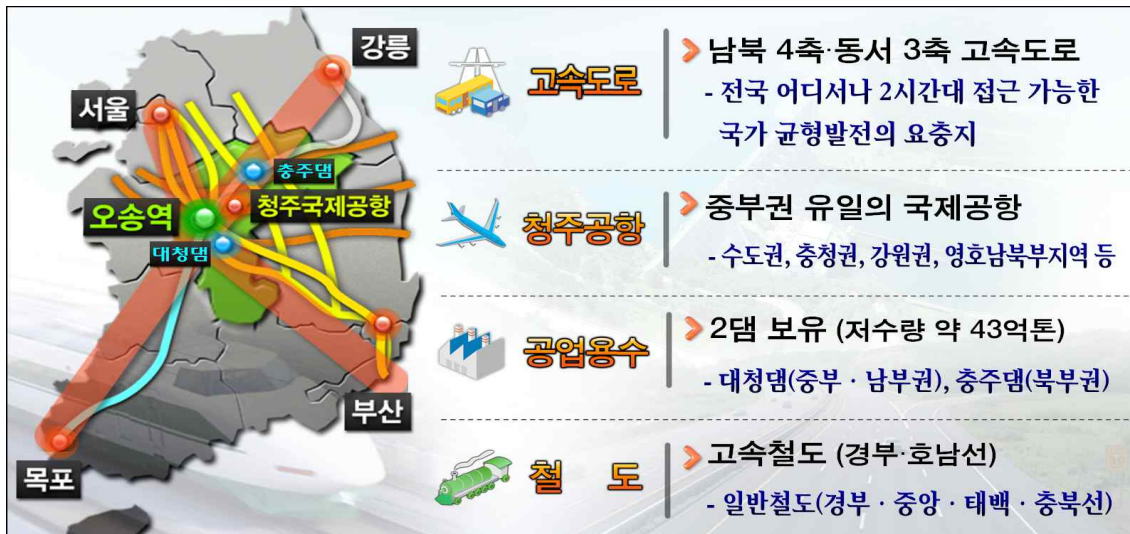 강릉
서울
충주댐
청주국제공항
오송역
대청댐
부산
목포
고속도로
남북 4축·동서 3축 고속도로
- 전국 어디서나 2시간대 접근 가능한
국가 균형발전의 요충지
청주공항
중부권 유일의 국제공항
- 수도권, 충청권, 강원권, 영호남북부지역 등
공업용수
2댐 보유 (저수량 약 43억톤)
- 대청댐(중부 · 남부권), 충주댐(북부권)
철 도
고속철도 (경부·호남선)
- 일반철도(경부 · 중앙 · 태백 · 충북선)